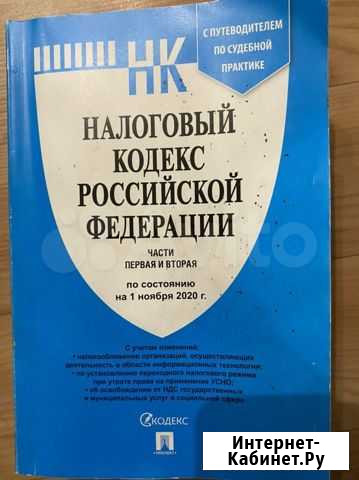 С ПУТЕВОДИТЕЛЕМ
ПО СУДЕБНОЙ
ПРАКТИКЕ
НК
НАЛОГОВЫЙ
КОДЕКС
РОССИЙСКОЙ
ФЕДЕРАЦИИ
ЧАСТИ
ПЕРВАЯ И ВТОРАЯ
по состоянию
на 1 ноября 2020 г.
С учетом изменений:
• налогообложение организаций, осуществляющих
деятельность в области информационных технологий;
• по установлению переходного налогового режима
при утрате права на применение УСНО;
• об освобождении от НДС государственных
и муниципальных услуг в социальной сфере
КОДЕКС
ПРОСПЕКТ
Avito
Интернет-
Кабинет.Ру